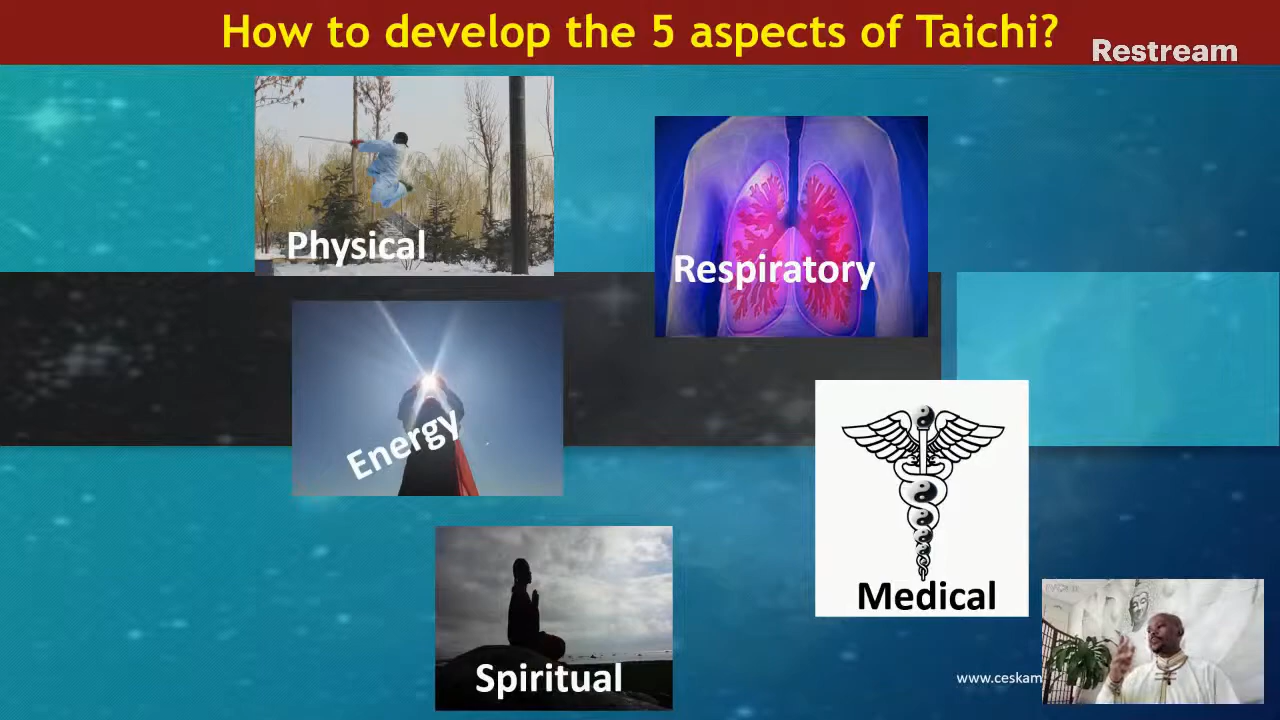 How to develop the 5 aspects of Taichi?
Restream
Physical
Respiratory
Energy
Medical
Spiritual
www.ceskam